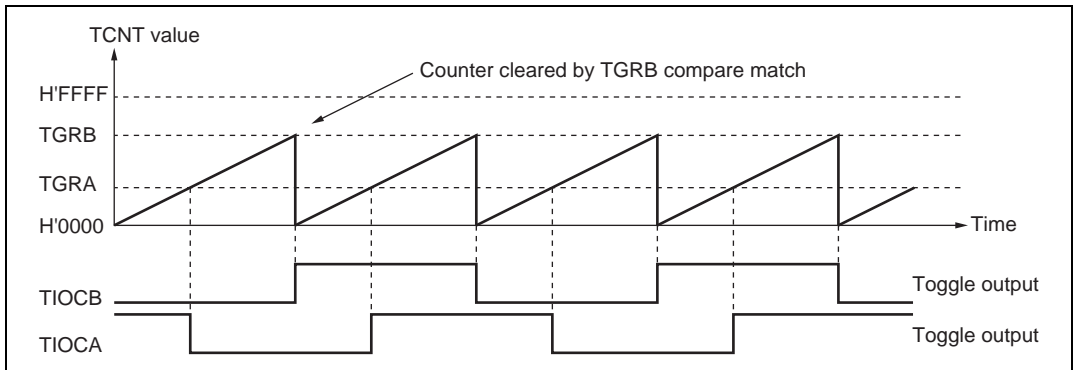 TCNT value
Counter cleared by TGRB compare match
H'FFFF
TGRB
TGRA
H'0000
Time
TIOCB
Toggle output
TIOCA
Toggle output